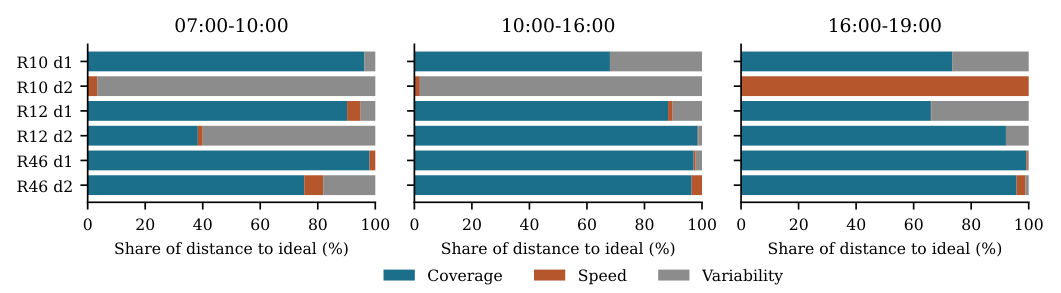 07:00-10:00 10:00-16:00 16:00-19:00
R10 d1
R10 d2
R12 d1
R12 d2
R46 d1
R46 d2
0 20 40 60 80 100 0 20 40 60 80 100 0 20 40 60 80 100
Share of distance to ideal (%) Share of distance to ideal (%) Share of distance to ideal (%)
Coverage Speed Variability